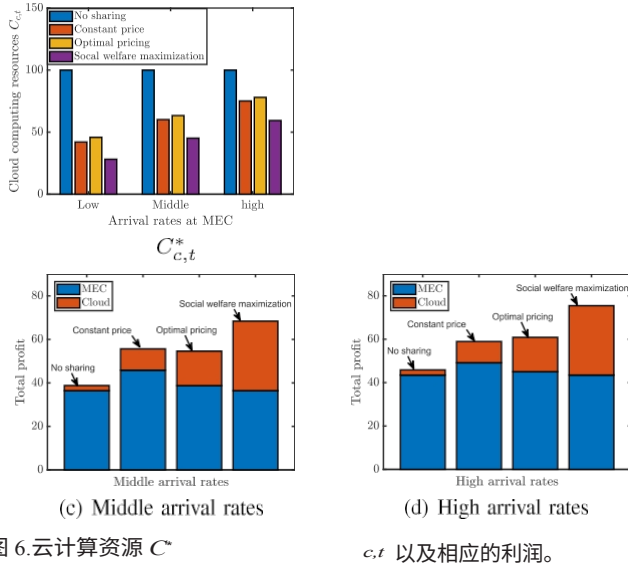 150
100
50
0
Cloud computing resources C_{c,t}
No sharing
Constant price
Optimal pricing
Socal welfare maximization
Low Middle high
Arrival rates at MEC
C^*_{c,t}
80
60
40
20
0
Total profit
MEC
Cloud
No sharing
Constant price
Optimal pricing
Social welfare maximization
Middle arrival rates
(c) Middle arrival rates
80
60
40
20
0
Total profit
MEC
Cloud
No sharing
Constant price
Optimal pricing
Social welfare maximization
High arrival rates
(d) High arrival rates
图 6.云计算资源 C*
c,t 以及相应的利润。